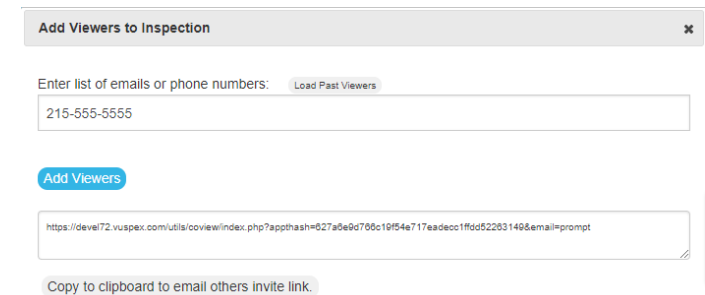 Add Viewers to Inspection
Enter list of emails or phone numbers: Load Past Viewers
215-555-5555
Add Viewers
https://devel72.vuspex.com/utils/coview/index.php?appthash=627a6e9d766c19f54e717eadecc1ffdd52263149&email=prompt
Copy to clipboard to email others invite link.